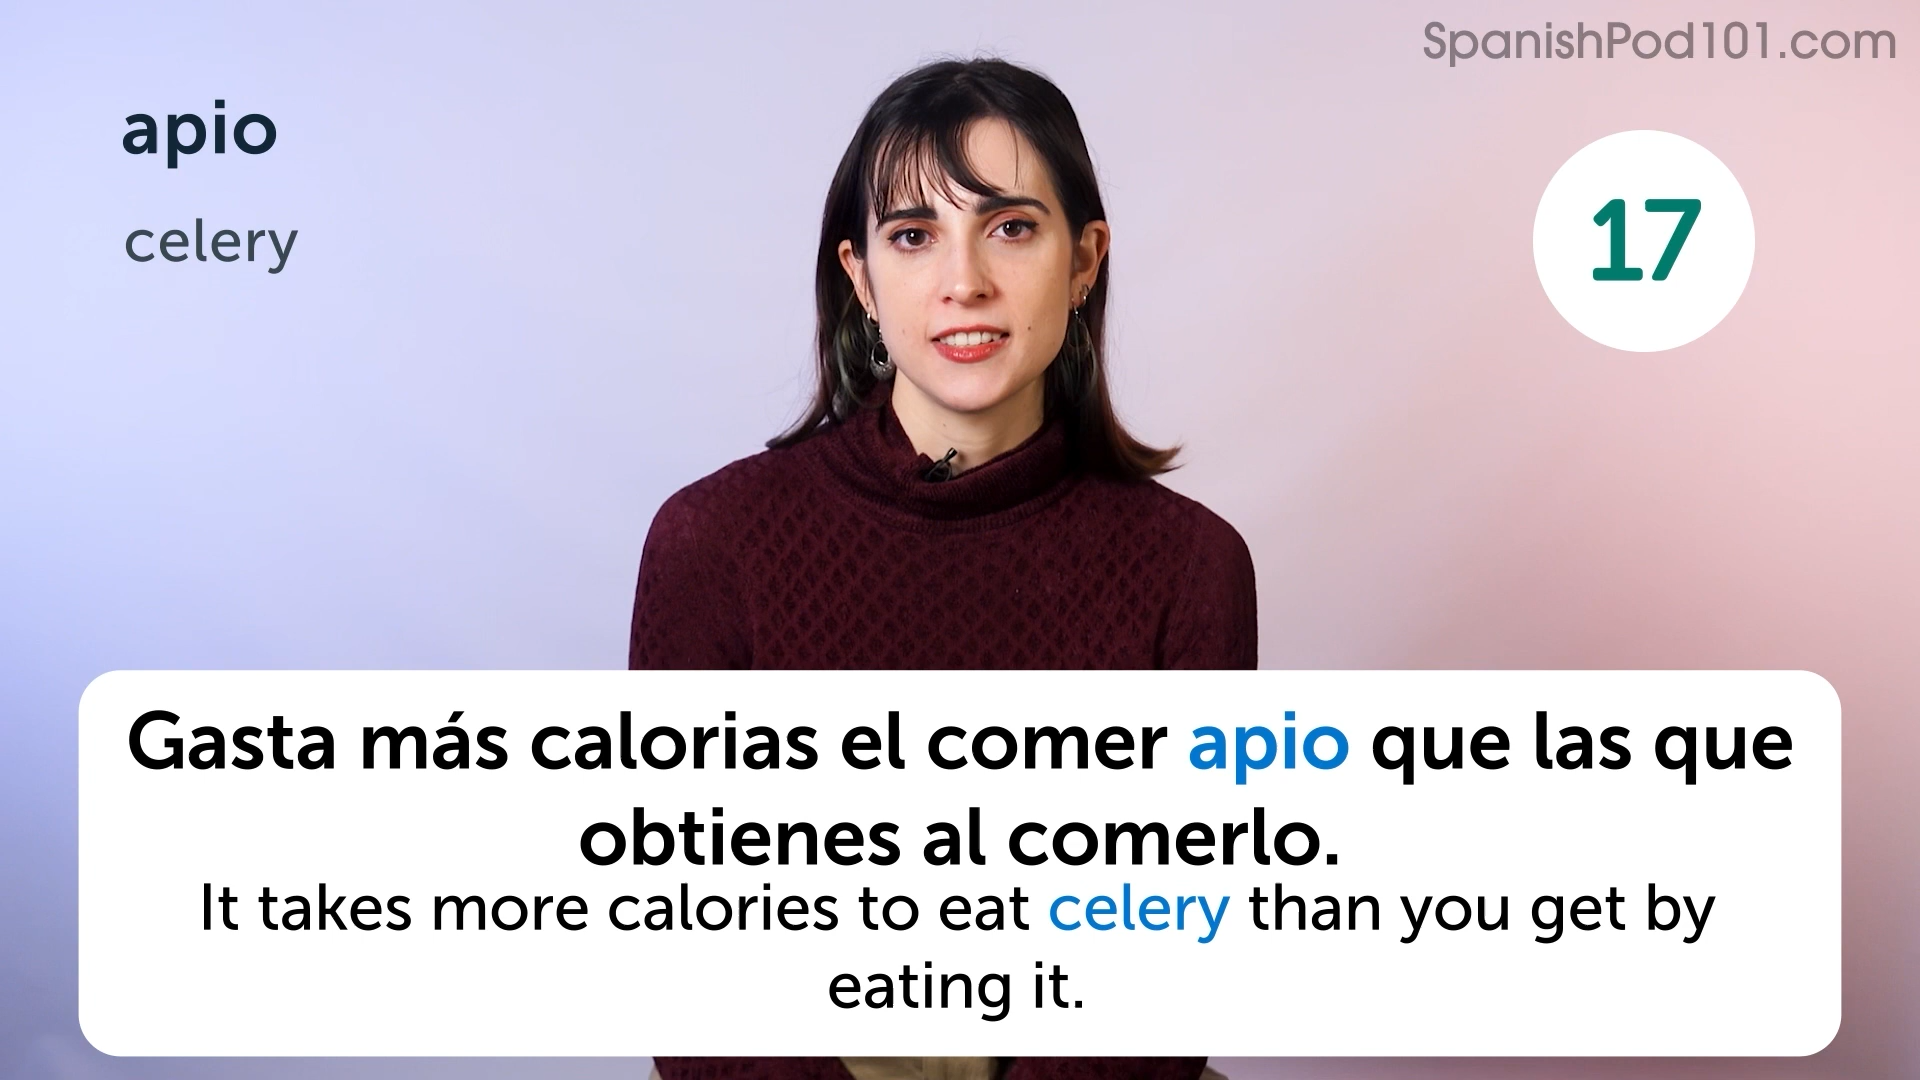 SpanishPod101.com
apio
celery
17
Gasta más calorias el comer apio que las que
obtienes al comerlo.
It takes more calories to eat celery than you get by
eating it.